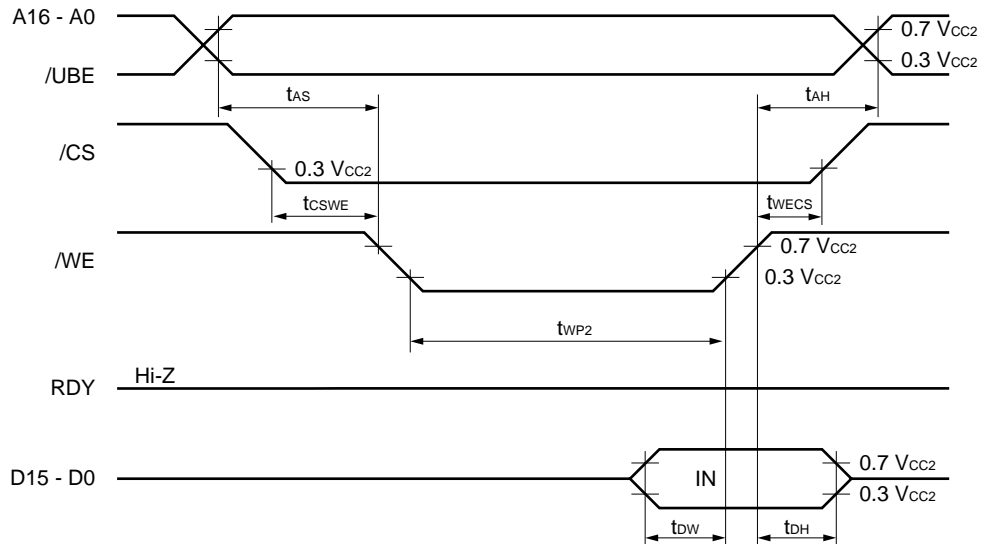 A16 - A0
0.7 VCC2
0.3 VCC2
/UBE
tAS
tAH
/CS
0.3 VCC2
tCSWE
tWECS
/WE
0.7 VCC2
0.3 VCC2
tWP2
Hi-Z
RDY
0.7 VCC2
D15 - D0
IN
0.3 VCC2
tDW
tDH